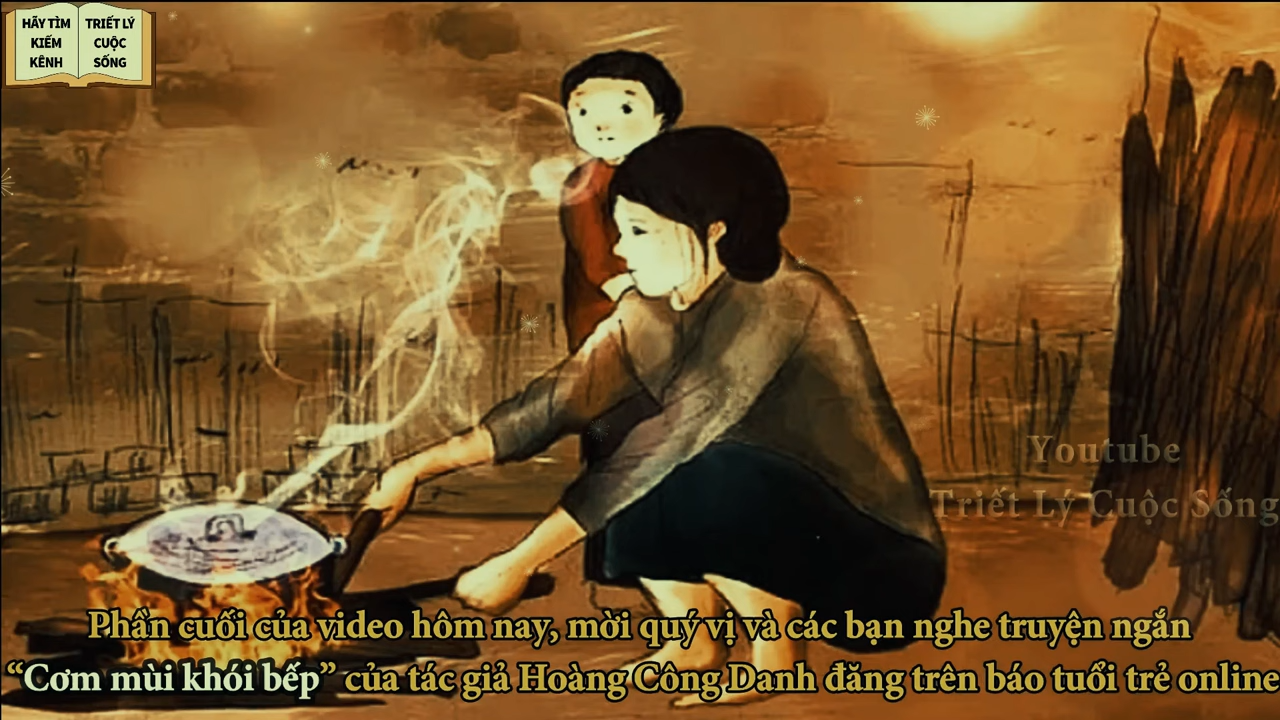 HÃY TÌM
KIẾM
KÊNH
TRIẾT LÝ
CUỘC
SỐNG
Youtube
Triết Lý Cuộc Sống
Phần cuối của video hôm nay, mời quý vị và các bạn nghe truyện ngắn
“Cơm mùi khói bếp” của tác giả Hoàng Công Danh đăng trên báo tuổi trẻ online